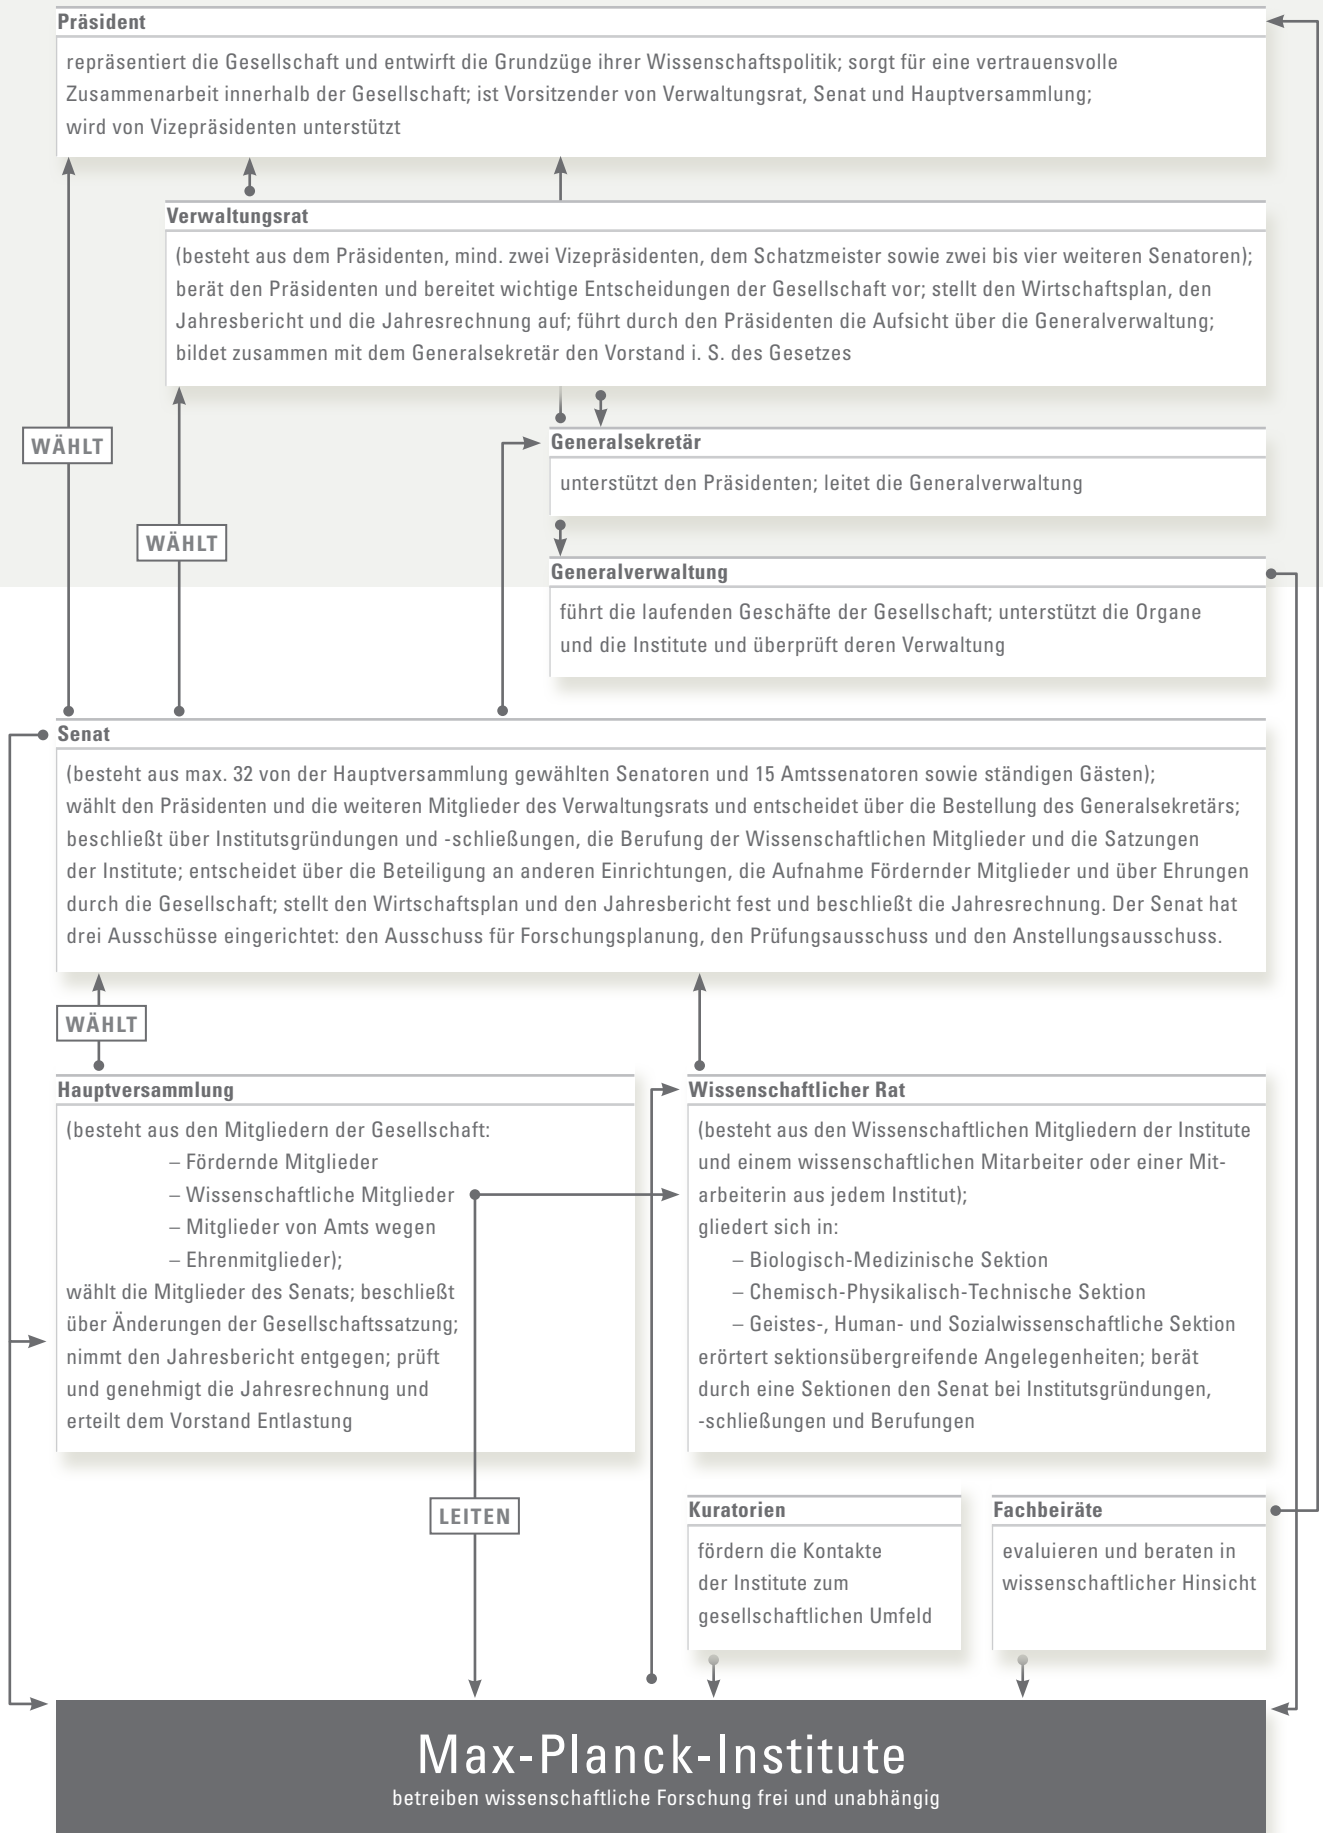 Präsident
repräsentiert die Gesellschaft und entwirft die Grundzüge ihrer Wissenschaftspolitik; sorgt für eine vertrauensvolle
Zusammenarbeit innerhalb der Gesellschaft; ist Vorsitzender von Verwaltungsrat, Senat und Hauptversammlung;
wird von Vizepräsidenten unterstützt
Verwaltungsrat
(besteht aus dem Präsidenten, mind. zwei Vizepräsidenten, dem Schatzmeister sowie zwei bis vier weiteren Senatoren);
berät den Präsidenten und bereitet wichtige Entscheidungen der Gesellschaft vor; stellt den Wirtschaftsplan, den
Jahresbericht und die Jahresrechnung auf; führt durch den Präsidenten die Aufsicht über die Generalverwaltung;
bildet zusammen mit dem Generalsekretär den Vorstand i. S. des Gesetzes
WÄHLT
Generalsekretär
unterstützt den Präsidenten; leitet die Generalverwaltung
WÄHLT
Generalverwaltung
führt die laufenden Geschäfte der Gesellschaft; unterstützt die Organe
und die Institute und überprüft deren Verwaltung
Senat
(besteht aus max. 32 von der Hauptversammlung gewählten Senatoren und 15 Amtssenatoren sowie ständigen Gästen);
wählt den Präsidenten und die weiteren Mitglieder des Verwaltungsrats und entscheidet über die Bestellung des Generalsekretärs;
beschließt über Institutsgründungen und -schließungen, die Berufung der Wissenschaftlichen Mitglieder und die Satzungen
der Institute; entscheidet über die Beteiligung an anderen Einrichtungen, die Aufnahme Fördernder Mitglieder und über Ehrungen
durch die Gesellschaft; stellt den Wirtschaftsplan und den Jahresbericht fest und beschließt die Jahresrechnung. Der Senat hat
drei Ausschüsse eingerichtet: den Ausschuss für Forschungsplanung, den Prüfungsausschuss und den Anstellungsausschuss.
WÄHLT
Hauptversammlung
(besteht aus den Mitgliedern der Gesellschaft:
– Fördernde Mitglieder
– Wissenschaftliche Mitglieder
– Mitglieder von Amts wegen
– Ehrenmitglieder);
wählt die Mitglieder des Senats; beschließt
über Änderungen der Gesellschaftssatzung;
nimmt den Jahresbericht entgegen; prüft
und genehmigt die Jahresrechnung und
erteilt dem Vorstand Entlastung
Wissenschaftlicher Rat
(besteht aus den Wissenschaftlichen Mitgliedern der Institute
und einem wissenschaftlichen Mitarbeiter oder einer Mit-
arbeiterin aus jedem Institut);
gliedert sich in:
– Biologisch-Medizinische Sektion
– Chemisch-Physikalisch-Technische Sektion
– Geistes-, Human- und Sozialwissenschaftliche Sektion
erörtert sektionsübergreifende Angelegenheiten; berät
durch eine Sektionen den Senat bei Institutsgründungen,
-schließungen und Berufungen
LEITEN
Kuratorien
fördern die Kontakte
der Institute zum
gesellschaftlichen Umfeld
Fachbeiräte
evaluieren und beraten in
wissenschaftlicher Hinsicht
Max-Planck-Institute
betreiben wissenschaftliche Forschung frei und unabhängig